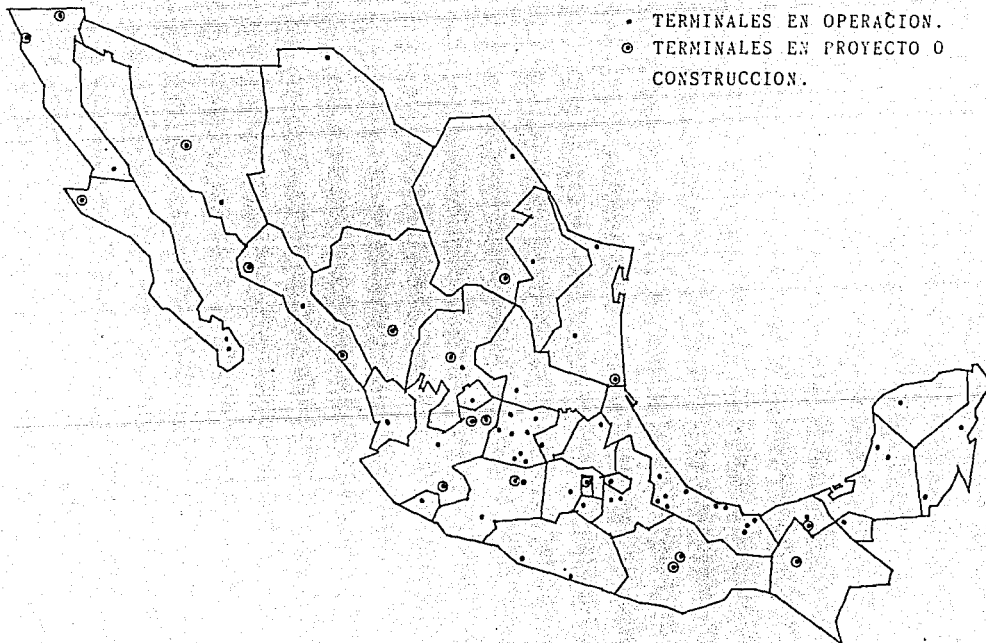 • TERMINALES EN OPERACION.
⊙ TERMINALES EN PROYECTO O
CONSTRUCCION.